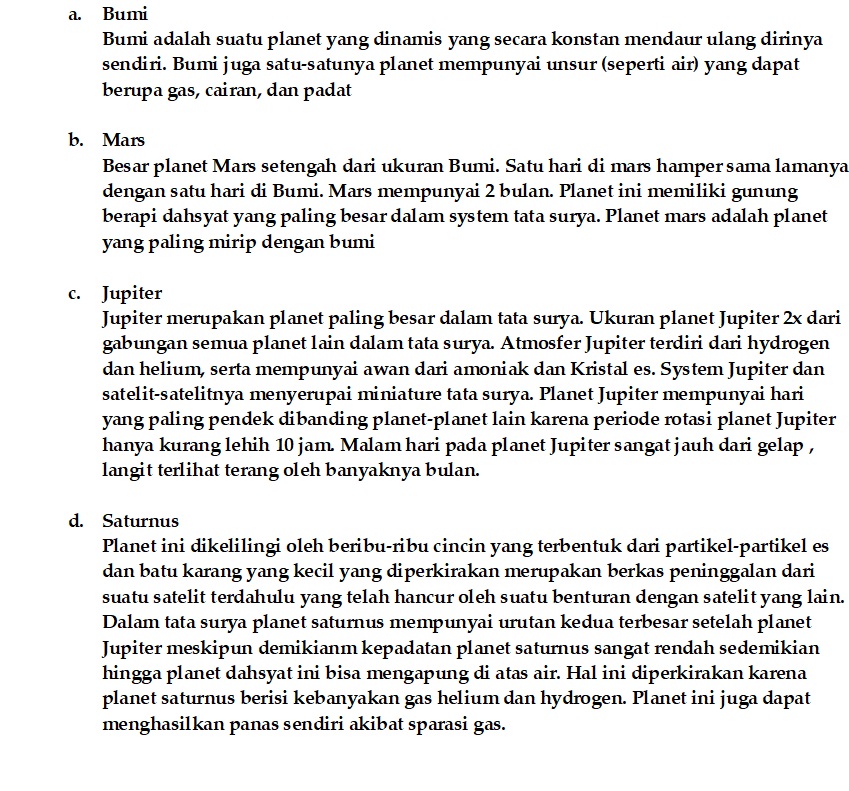 a. Bumi
Bumi adalah suatu planet yang dinamis yang secara konstan mendaur ulang dirinya
sendiri. Bumi juga satu-satunya planet mempunyai unsur (seperti air) yang dapat
berupa gas, cairan, dan padat
b. Mars
Besar planet Mars setengah dari ukuran Bumi. Satu hari di mars hamper sama lamanya
dengan satu hari di Bumi. Mars mempunyai 2 bulan. Planet ini memiliki gunung
berapi dahsyat yang paling besar dalam system tata surya. Planet mars adalah planet
yang paling mirip dengan bumi
c. Jupiter
Jupiter merupakan planet paling besar dalam tata surya. Ukuran planet Jupiter 2x dari
gabungan semua planet lain dalam tata surya. Atmosfer Jupiter terdiri dari hydrogen
dan helium, serta mempunyai awan dari amoniak dan Kristal es. System Jupiter dan
satelit-satelitnya menyerupai miniature tata surya. Planet Jupiter mempunyai hari
yang paling pendek dibanding planet-planet lain karena periode rotasi planet Jupiter
hanya kurang lehih 10 jam. Malam hari pada planet Jupiter sangat jauh dari gelap ,
langit terlihat terang oleh banyaknya bulan.
d. Saturnus
Planet ini dikelilingi oleh beribu-ribu cincin yang terbentuk dari partikel-partikel es
dan batu karang yang kecil yang diperkirakan merupakan berkas peninggalan dari
suatu satelit terdahulu yang telah hancur oleh suatu benturan dengan satelit yang lain.
Dalam tata surya planet saturnus mempunyai urutan kedua terbesar setelah planet
Jupiter meskipun demikianm kepadatan planet saturnus sangat rendah sedemikian
hingga planet dahsyat ini bisa mengapung di atas air. Hal ini diperkirakan karena
planet saturnus berisi kebanyakan gas helium dan hydrogen. Planet ini juga dapat
menghasilkan panas sendiri akibat sparasi gas.